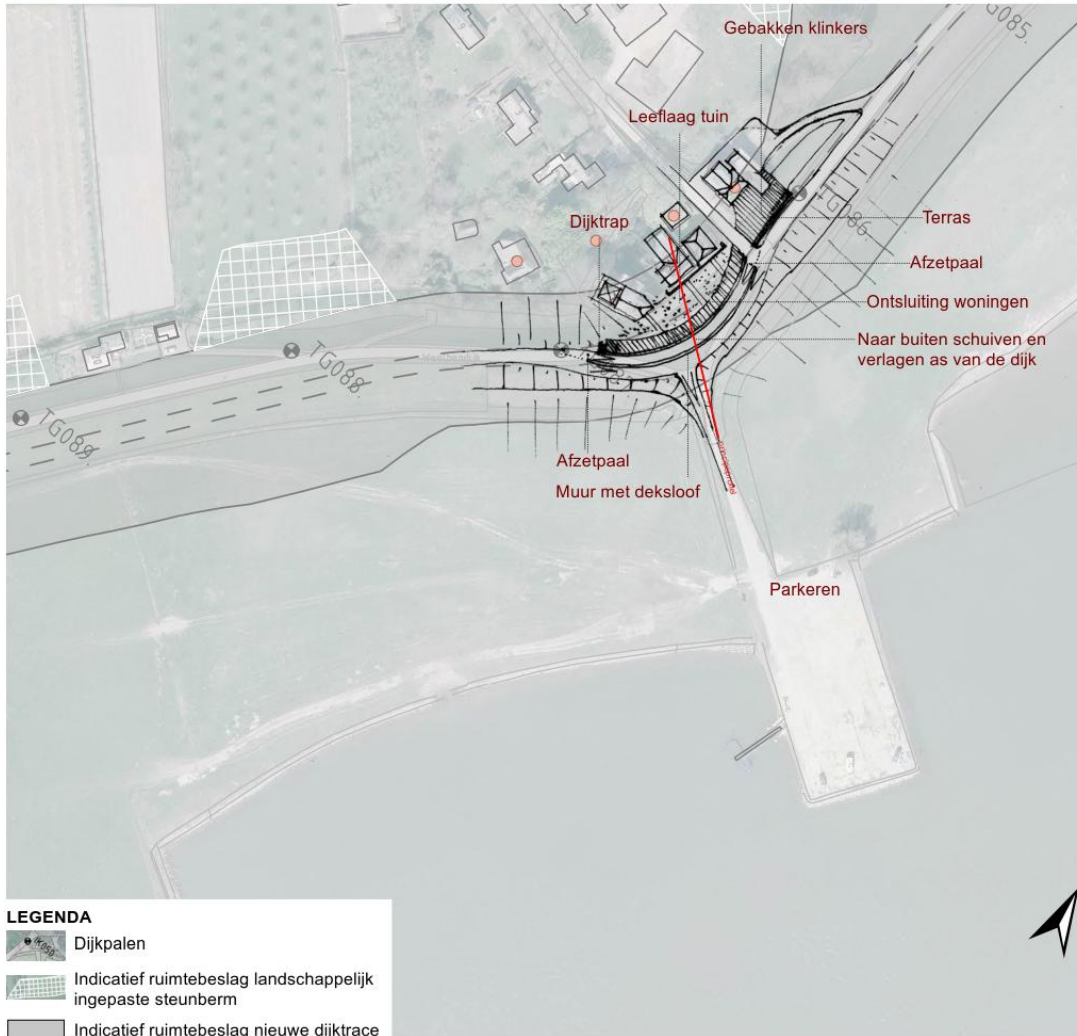 TG085.
Gebakken klinkers
Leeflaag tuin
TG086
Dijktrap
Terras
Afzetpaal
Ontsluiting woningen
Naar buiten schuiven en
verlagen as van de dijk
TG088.
TG089.
Afzetpaal
Muur met deksloof
Parkeren
LEGENDA
Dijkpalen
Indicatief ruimtebeslag landschappelijk
ingepaste steunberm
Indicatief ruimtebeslag nieuwe dijktrace